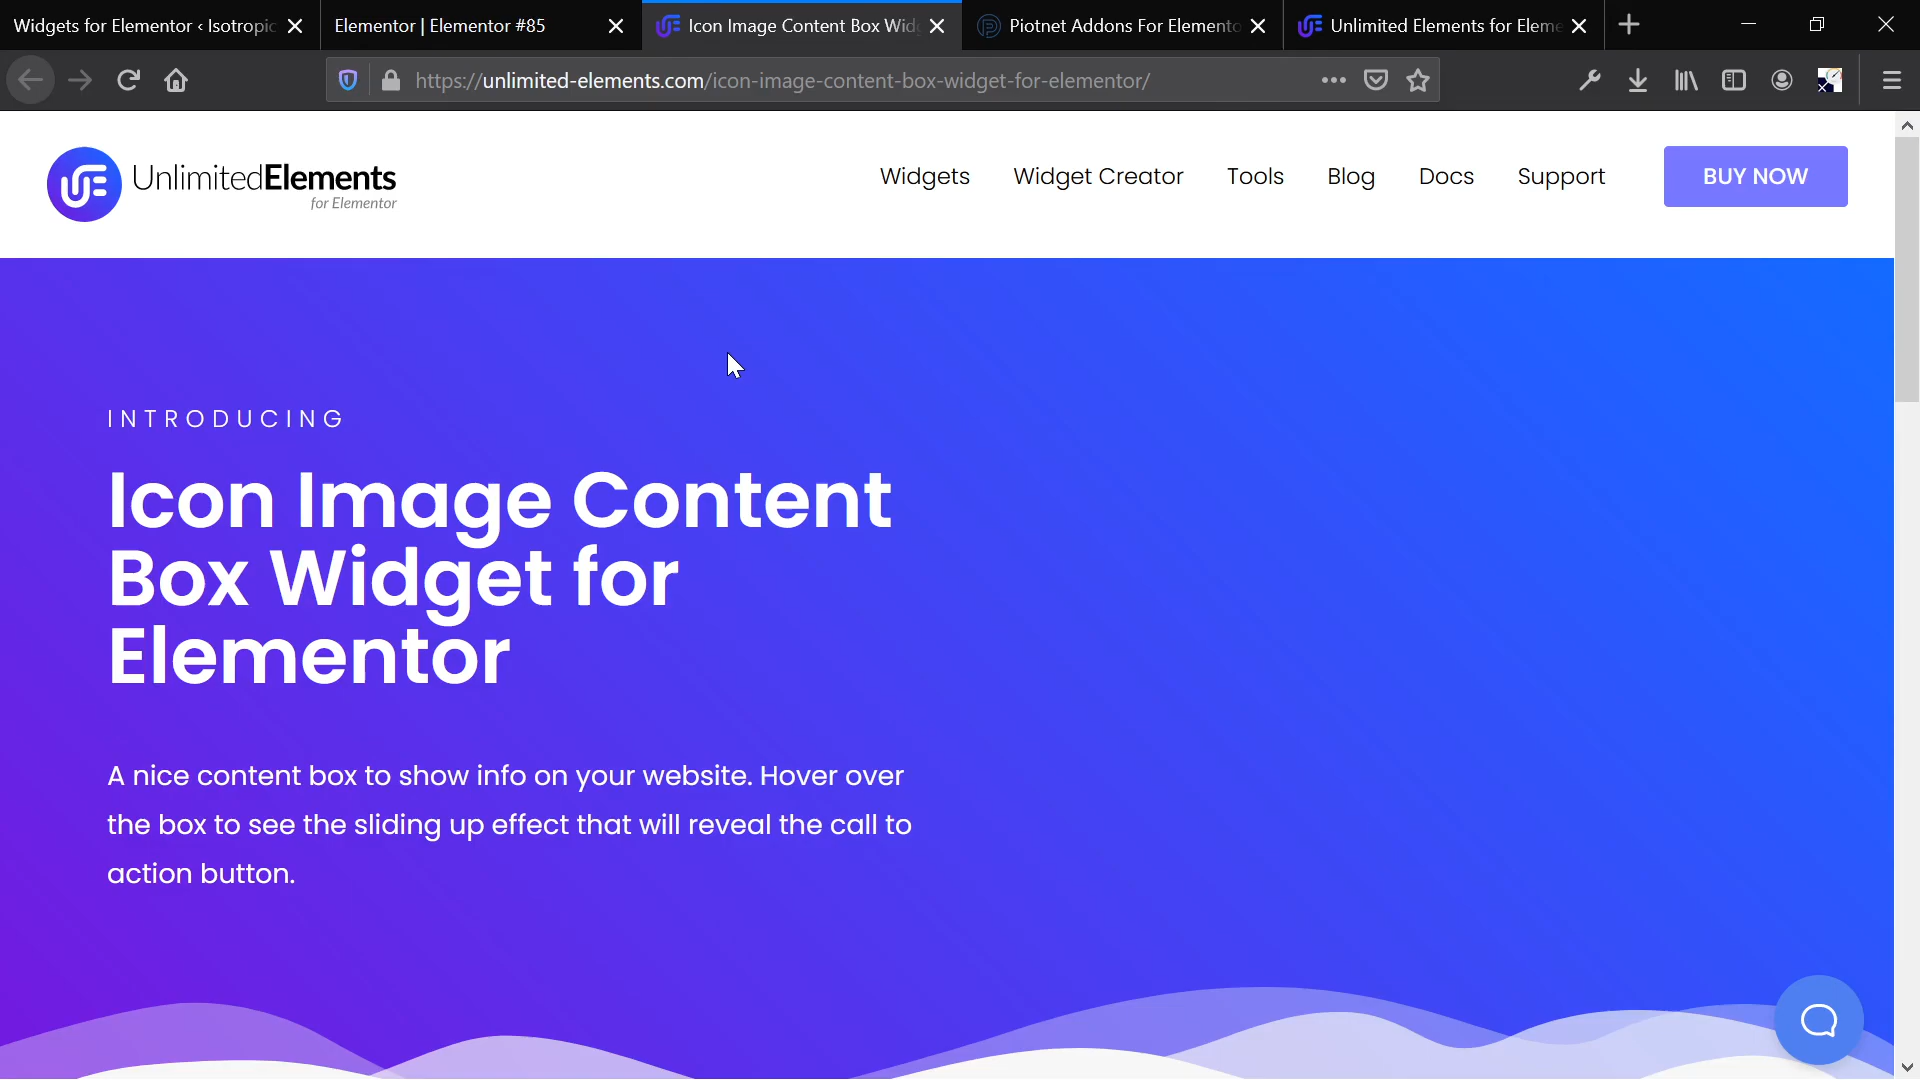 Widgets for Elementor ‹ Isotropic
Elementor | Elementor #85
Icon Image Content Box Wid
Piotnet Addons For Elemento
Unlimited Elements for Eleme
https://unlimited-elements.com/icon-image-content-box-widget-for-elementor/
UnlimitedElements
for Elementor
Widgets
Widget Creator
Tools
Blog
Docs
Support
BUY NOW
INTRODUCING
Icon Image Content
Box Widget for
Elementor
A nice content box to show info on your website. Hover over
the box to see the sliding up effect that will reveal the call to
action button.